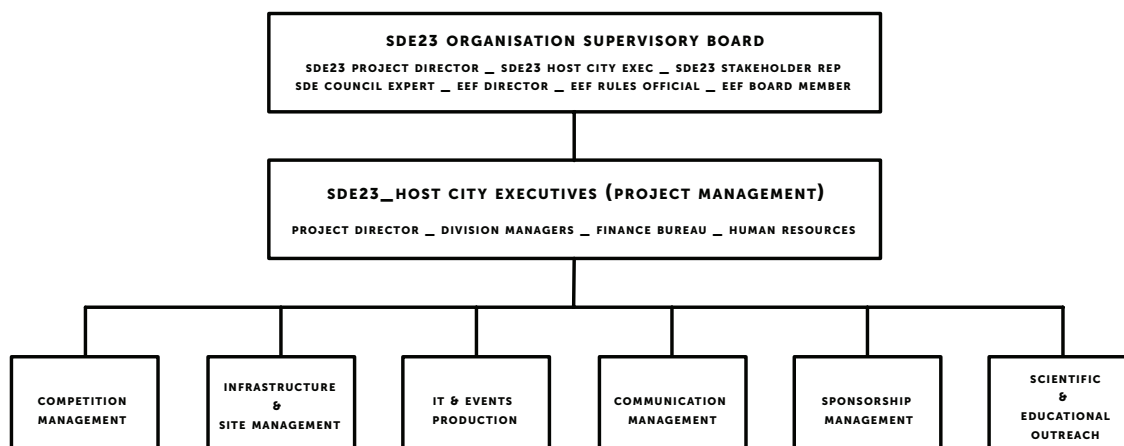 SDE23 ORGANISATION SUPERVISORY BOARD
SDE23 PROJECT DIRECTOR _ SDE23 HOST CITY EXEC _ SDE23 STAKEHOLDER REP
SDE COUNCIL EXPERT _ EEF DIRECTOR _ EEF RULES OFFICIAL _ EEF BOARD MEMBER
SDE23_HOST CITY EXECUTIVES (PROJECT MANAGEMENT)
PROJECT DIRECTOR _ DIVISION MANAGERS _ FINANCE BUREAU _ HUMAN RESOURCES
COMPETITION
MANAGEMENT
INFRASTRUCTURE
&
SITE MANAGEMENT
IT & EVENTS
PRODUCTION
COMMUNICATION
MANAGEMENT
SPONSORSHIP
MANAGEMENT
SCIENTIFIC
&
EDUCATIONAL
OUTREACH